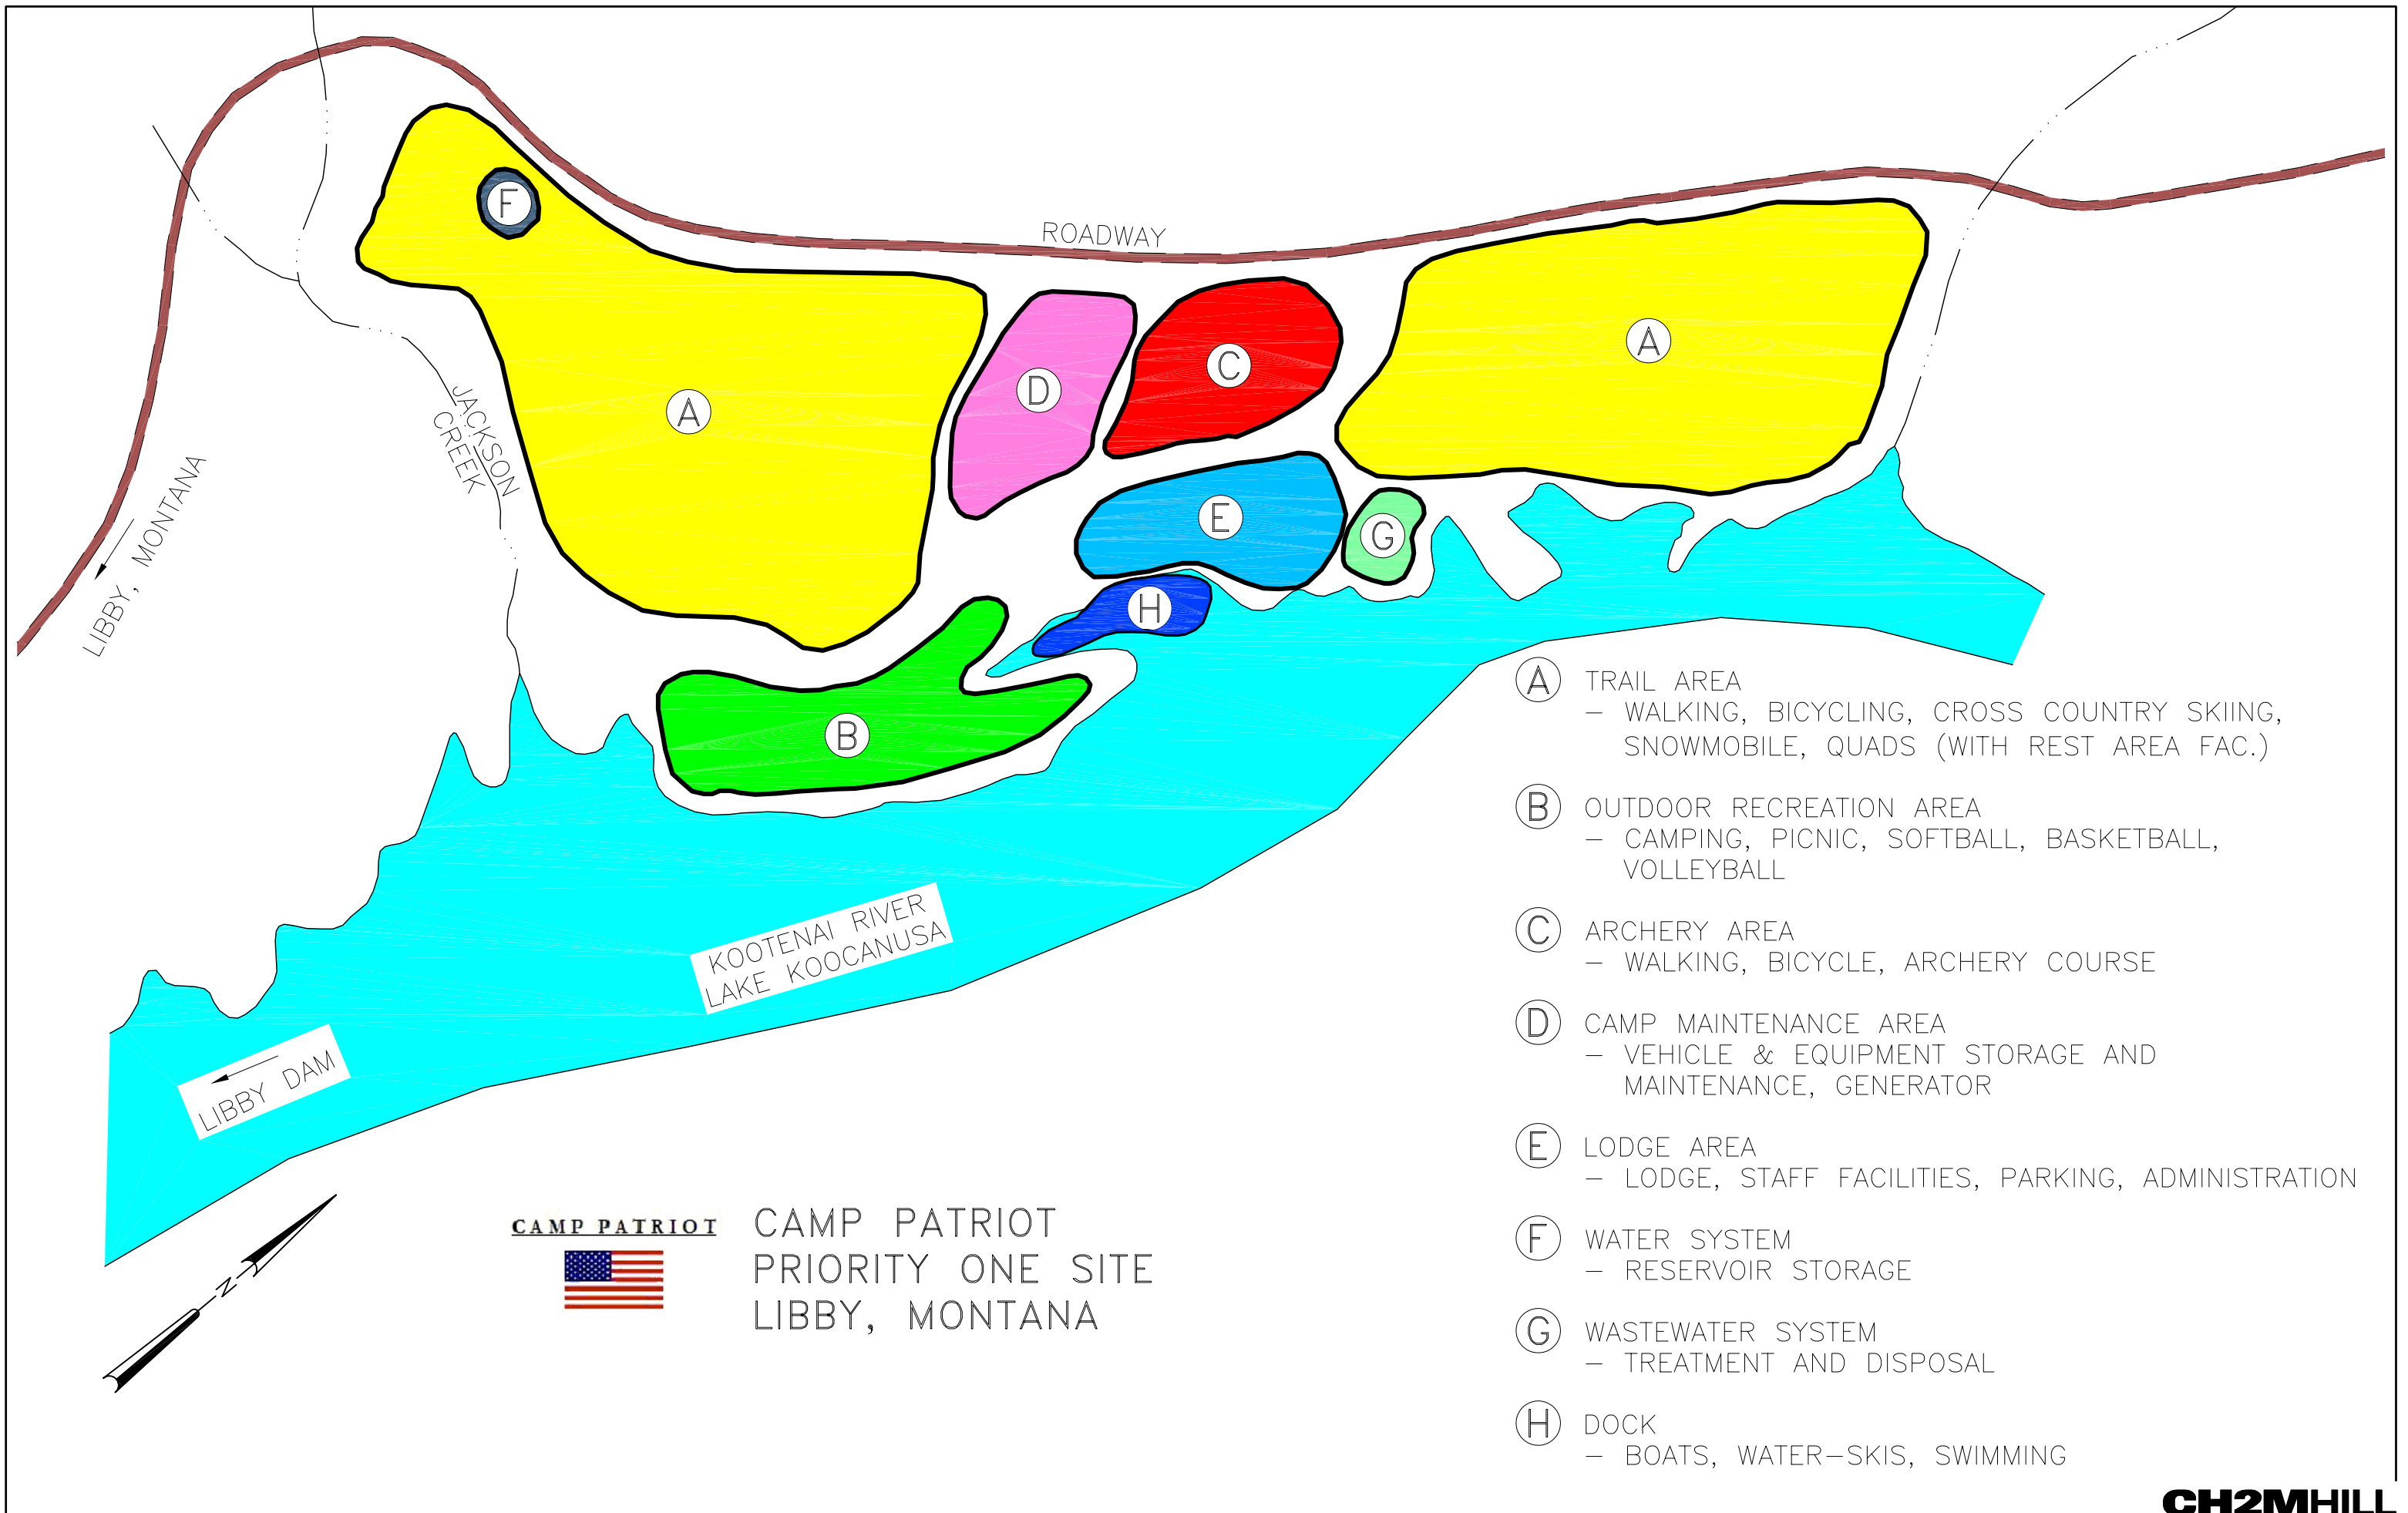 ROADWAY
F
A
D
C
A
E
G
H
B
JACKSON
CREEK
LIBBY, MONTANA
KOOTENAI RIVER
LAKE KOOCANUSA
LIBBY DAM
N
CAMP PATRIOT
CAMP PATRIOT
PRIORITY ONE SITE
LIBBY, MONTANA
A TRAIL AREA
– WALKING, BICYCLING, CROSS COUNTRY SKIING,
SNOWMOBILE, QUADS (WITH REST AREA FAC.)
B OUTDOOR RECREATION AREA
– CAMPING, PICNIC, SOFTBALL, BASKETBALL,
VOLLEYBALL
C ARCHERY AREA
– WALKING, BICYCLE, ARCHERY COURSE
D CAMP MAINTENANCE AREA
– VEHICLE & EQUIPMENT STORAGE AND
MAINTENANCE, GENERATOR
E LODGE AREA
– LODGE, STAFF FACILITIES, PARKING, ADMINISTRATION
F WATER SYSTEM
– RESERVOIR STORAGE
G WASTEWATER SYSTEM
– TREATMENT AND DISPOSAL
H DOCK
– BOATS, WATER–SKIS, SWIMMING
CH2MHILL